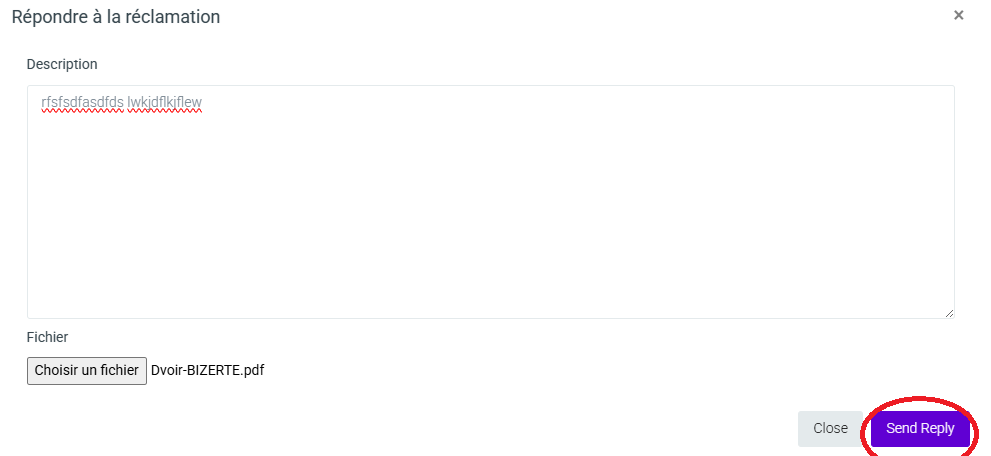 Répondre à la réclamation
×
Description
rfsfsdfasdfds lwkjdflkjflew
Fichier
Choisir un fichier Dvoir-BIZERTE.pdf
Close Send Reply